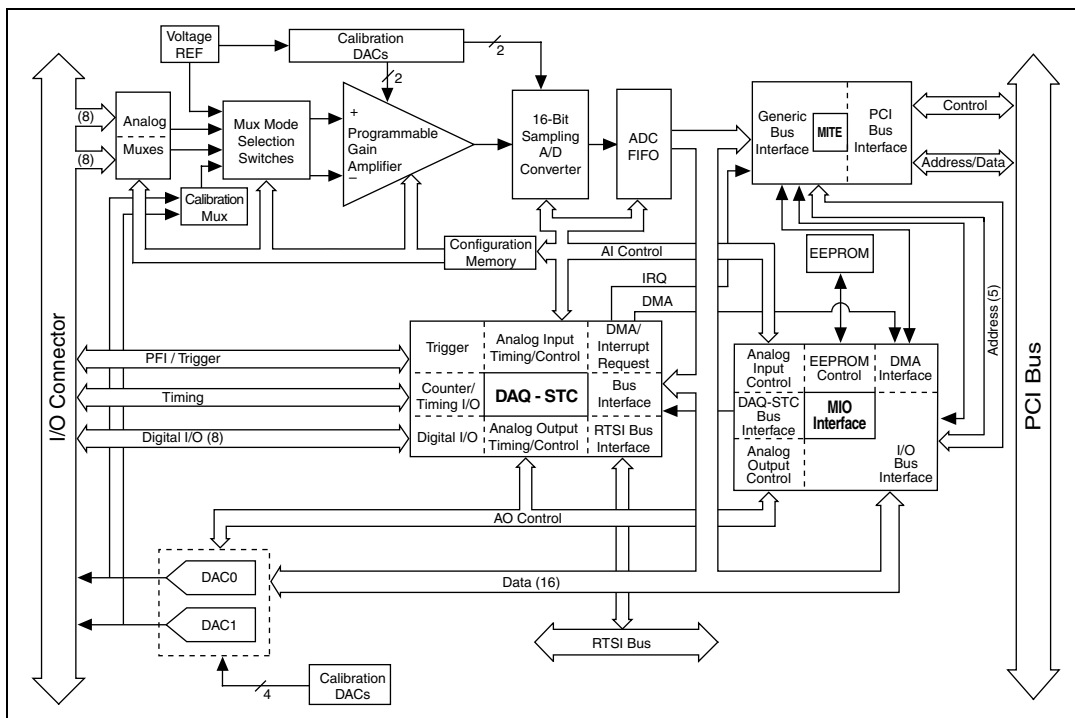 Voltage
REF
Calibration
DACs
2
2
(8)
(8)
Analog
Muxes
Mux Mode
Selection
Switches
+
Programmable
Gain
Amplifier
–
16-Bit
Sampling
A/D
Converter
ADC
FIFO
Generic
Bus
Interface
MITE
PCI
Bus
Interface
Control
Address/Data
Calibration
Mux
Configuration
Memory
AI Control
EEPROM
IRQ
DMA
Address (5)
I/O Connector
PCI Bus
PFI / Trigger
Timing
Digital I/O (8)
Trigger
Analog Input
Timing/Control
DMA/
Interrupt
Request
Counter/
Timing I/O
DAQ - STC
Bus
Interface
Digital I/O
Analog Output
Timing/Control
RTSI Bus
Interface
Analog
Input
Control
EEPROM
Control
DMA
Interface
DAQ-STC
Bus
Interface
MIO
Interface
Analog
Output
Control
I/O
Bus
Interface
AO Control
DAC0
Data (16)
DAC1
RTSI Bus
4
Calibration
DACs